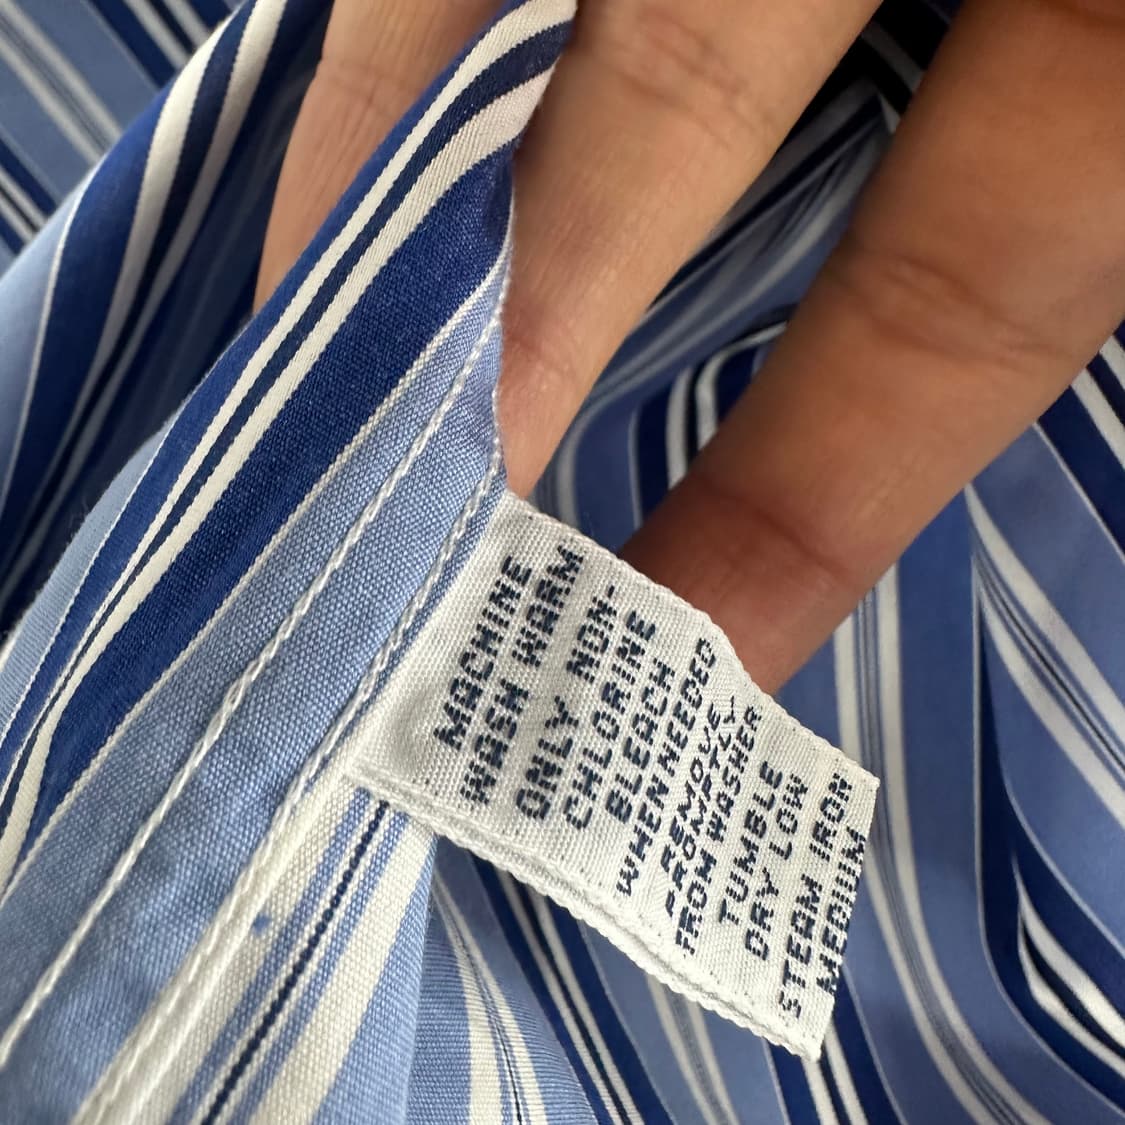 MACHINE
WASH WARM
ONLY NON-
CHLORINE
BLEACH
WHEN NEEDED
REMOVE
PROMPTLY
FROM WASHER
TUMBLE
DRY LOW
STEAM IRON
MEDIUM